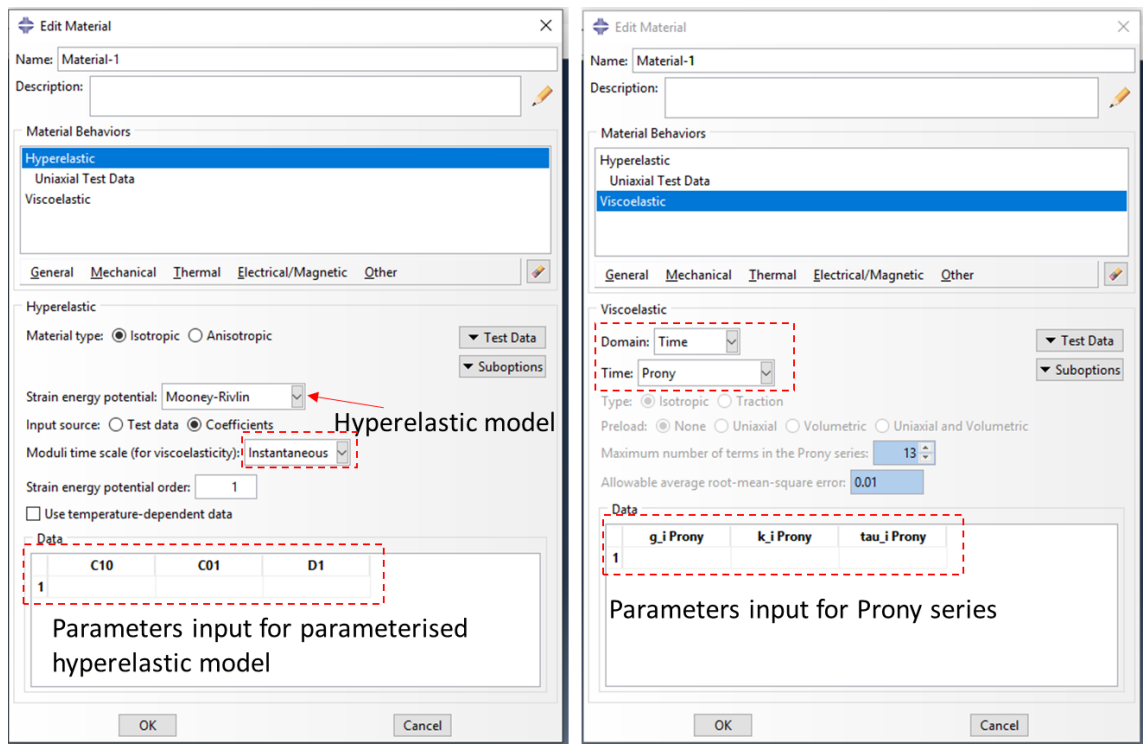 Edit Material
Name: Material-1
Description:
Material Behaviors
Hyperelastic
Uniaxial Test Data
Viscoelastic
General Mechanical Thermal Electrical/Magnetic Other
Hyperelastic
Material type: Isotropic Anisotropic
Test Data
Suboptions
Strain energy potential: Mooney-Rivlin
Hyperelastic model
Input source: Test data Coefficients
Moduli time scale (for viscoelasticity): Instantaneous
Strain energy potential order: 1
Use temperature-dependent data
Data
C10 C01 D1
1
Parameters input for parameterised
hyperelastic model
OK Cancel
Edit Material
Name: Material-1
Description:
Material Behaviors
Hyperelastic
Uniaxial Test Data
Viscoelastic
General Mechanical Thermal Electrical/Magnetic Other
Viscoelastic
Domain: Time
Test Data
Time: Prony
Suboptions
Type: Isotropic Traction
Preload: None Uniaxial Volumetric Uniaxial and Volumetric
Maximum number of terms in the Prony series: 13
Allowable average root-mean-square error: 0.01
Data
g_i Prony k_i Prony tau_i Prony
1
Parameters input for Prony series
OK Cancel